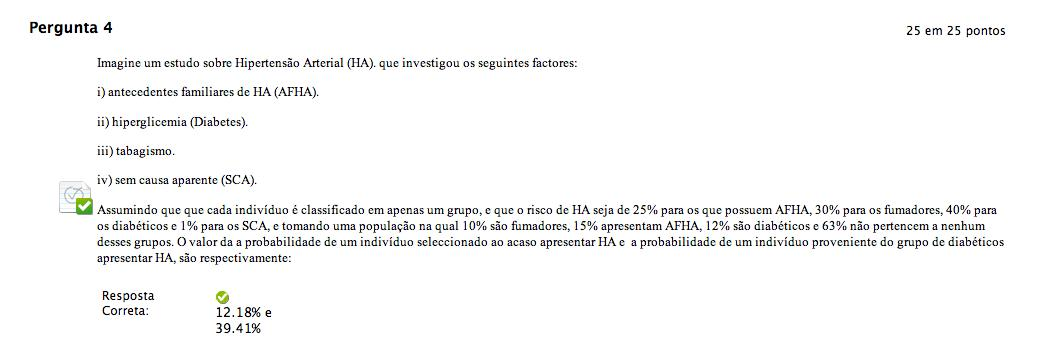 Pergunta 4
25 em 25 pontos
Imagine um estudo sobre Hipertensão Arterial (HA). que investigou os seguintes factores:
i) antecedentes familiares de HA (AFHA).
ii) hiperglicemia (Diabetes).
iii) tabagismo.
iv) sem causa aparente (SCA).
Assumindo que que cada indivíduo é classificado em apenas um grupo, e que o risco de HA seja de 25% para os que possuem AFHA, 30% para os fumadores, 40% para
os diabéticos e 1% para os SCA, e tomando uma população na qual 10% são fumadores, 15% apresentam AFHA, 12% são diabéticos e 63% não pertencem a nenhum
desses grupos. O valor da a probabilidade de um indivíduo seleccionado ao acaso apresentar HA e a probabilidade de um indivíduo proveniente do grupo de diabéticos
apresentar HA, são respectivamente:
Resposta
Correta:
12.18% e
39.41%